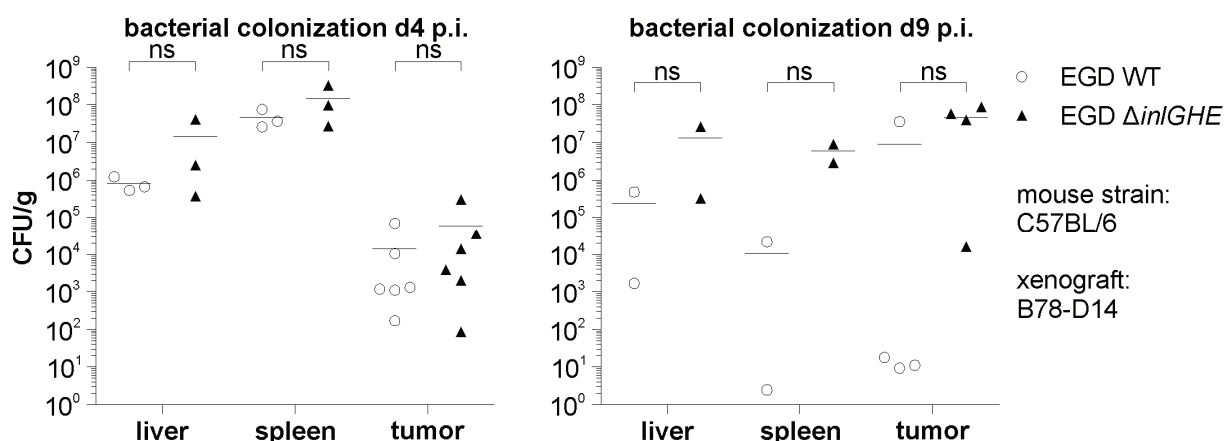 bacterial colonization d4 p.i.
ns
ns
ns
CFU/g
10⁹
10⁸
10⁷
10⁶
10⁵
10⁴
10³
10²
10¹
10⁰
liver
spleen
tumor
bacterial colonization d9 p.i.
ns
ns
ns
10⁹
10⁸
10⁷
10⁶
10⁵
10⁴
10³
10²
10¹
10⁰
liver
spleen
tumor
EGD WT
EGD ΔinlGHE
mouse strain:
C57BL/6
xenograft:
B78-D14